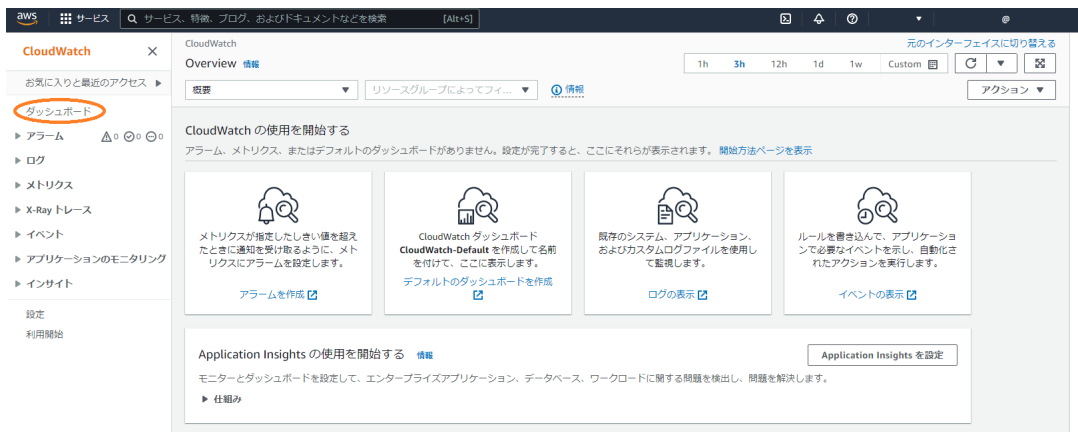 aws サービス サービス、特徴、ブログ、およびドキュメントなどを検索 [Alt+S] @
CloudWatch
お気に入りと最近のアクセス
ダッシュボード
アラーム 0 0 0
ログ
メトリクス
X-Ray トレース
イベント
アプリケーションのモニタリング
インサイト
設定
利用開始
CloudWatch
元のインターフェイスに切り替える
Overview 情報
1h 3h 12h 1d 1w Custom
概要
リソースグループによってフィ...
情報
アクション
CloudWatch の使用を開始する
アラーム、メトリクス、またはデフォルトのダッシュボードがありません。設定が完了すると、ここにそれらが表示されます。 開始方法ページを表示
メトリクスが指定したしきい値を超え
たときに通知を受け取るように、メト
リクスにアラームを設定します。
アラームを作成
CloudWatch ダッシュボード
CloudWatch-Default を作成して名前
を付けて、ここに表示します。
デフォルトのダッシュボードを作成
既存のシステム、アプリケーション、
およびカスタムログファイルを使用し
て監視します。
ログの表示
ルールを書き込んで、アプリケーショ
ンで必要なイベントを示し、自動化さ
れたアクションを実行します。
イベントの表示
Application Insights の使用を開始する 情報
Application Insights を設定
モニターとダッシュボードを設定して、エンタープライズアプリケーション、データベース、ワークロードに関する問題を検出し、問題を解決します。
仕組み